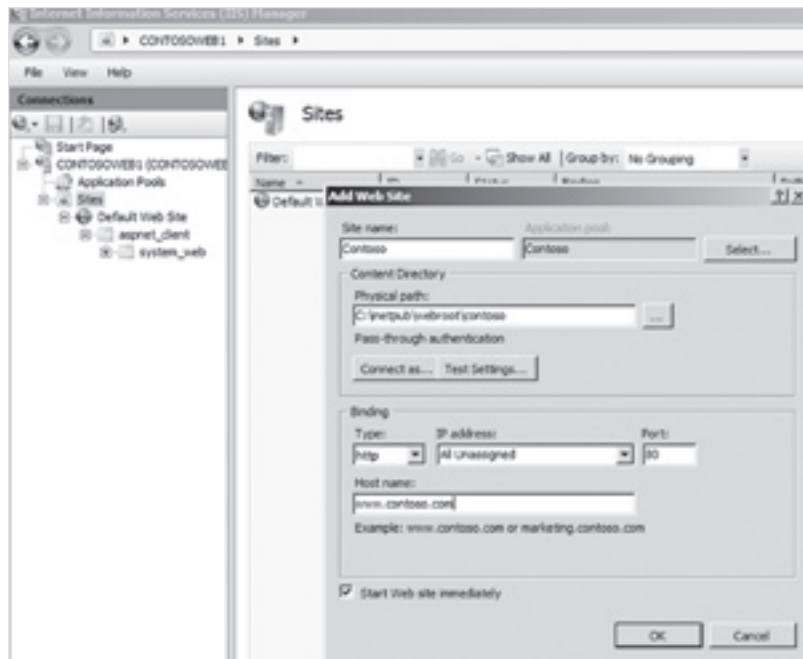 Internet Information Services (IIS) Manager
CONTOSOWEB1 Sites
File View Help
Connections
Start Page
CONTOSOWEB1 (CONTOSOWEB
Application Pools
Sites
Default Web Site
aspnet_client
system_web
Sites
Filter: Go Show All Group by: No Grouping
Name
Default
Add Web Site
Site name: Application pool:
Contoso Contoso Select...
Content Directory
Physical path:
C:\inetpub\webroot\contoso ...
Pass-through authentication
Connect as... Test Settings...
Binding
Type: IP address: Port:
http All Unassigned 80
Host name:
www.contoso.com
Example: www.contoso.com or marketing.contoso.com
Start Web site immediately
OK Cancel